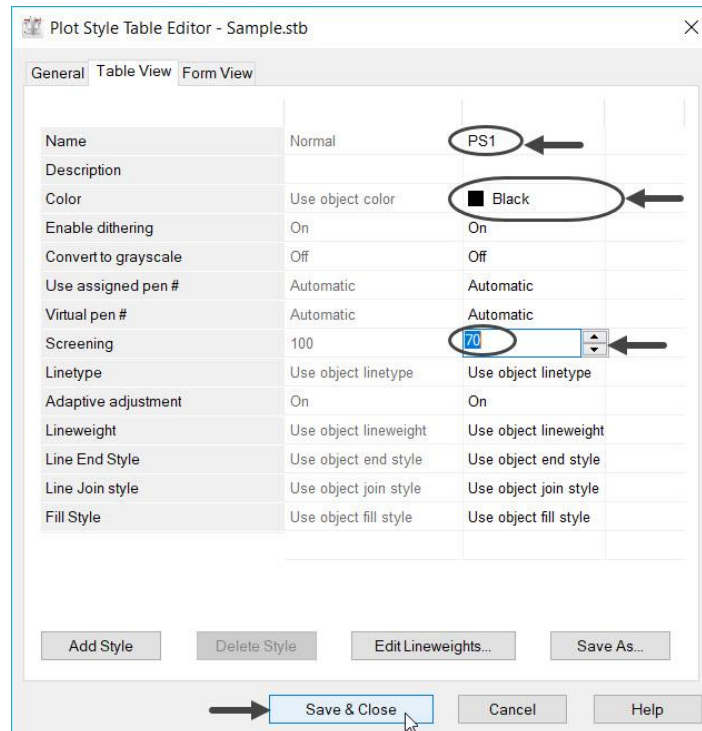 Plot Style Table Editor - Sample.stb
General Table View Form View
Name Normal PS1
Description
Color Use object color Black
Enable dithering On On
Convert to grayscale Off Off
Use assigned pen # Automatic Automatic
Virtual pen # Automatic Automatic
Screening 100 70
Linetype Use object linetype Use object linetype
Adaptive adjustment On On
Lineweight Use object lineweight Use object lineweight
Line End Style Use object end style Use object end style
Line Join style Use object join style Use object join style
Fill Style Use object fill style Use object fill style
Add Style Delete Style Edit Lineweights... Save As...
Save & Close Cancel Help